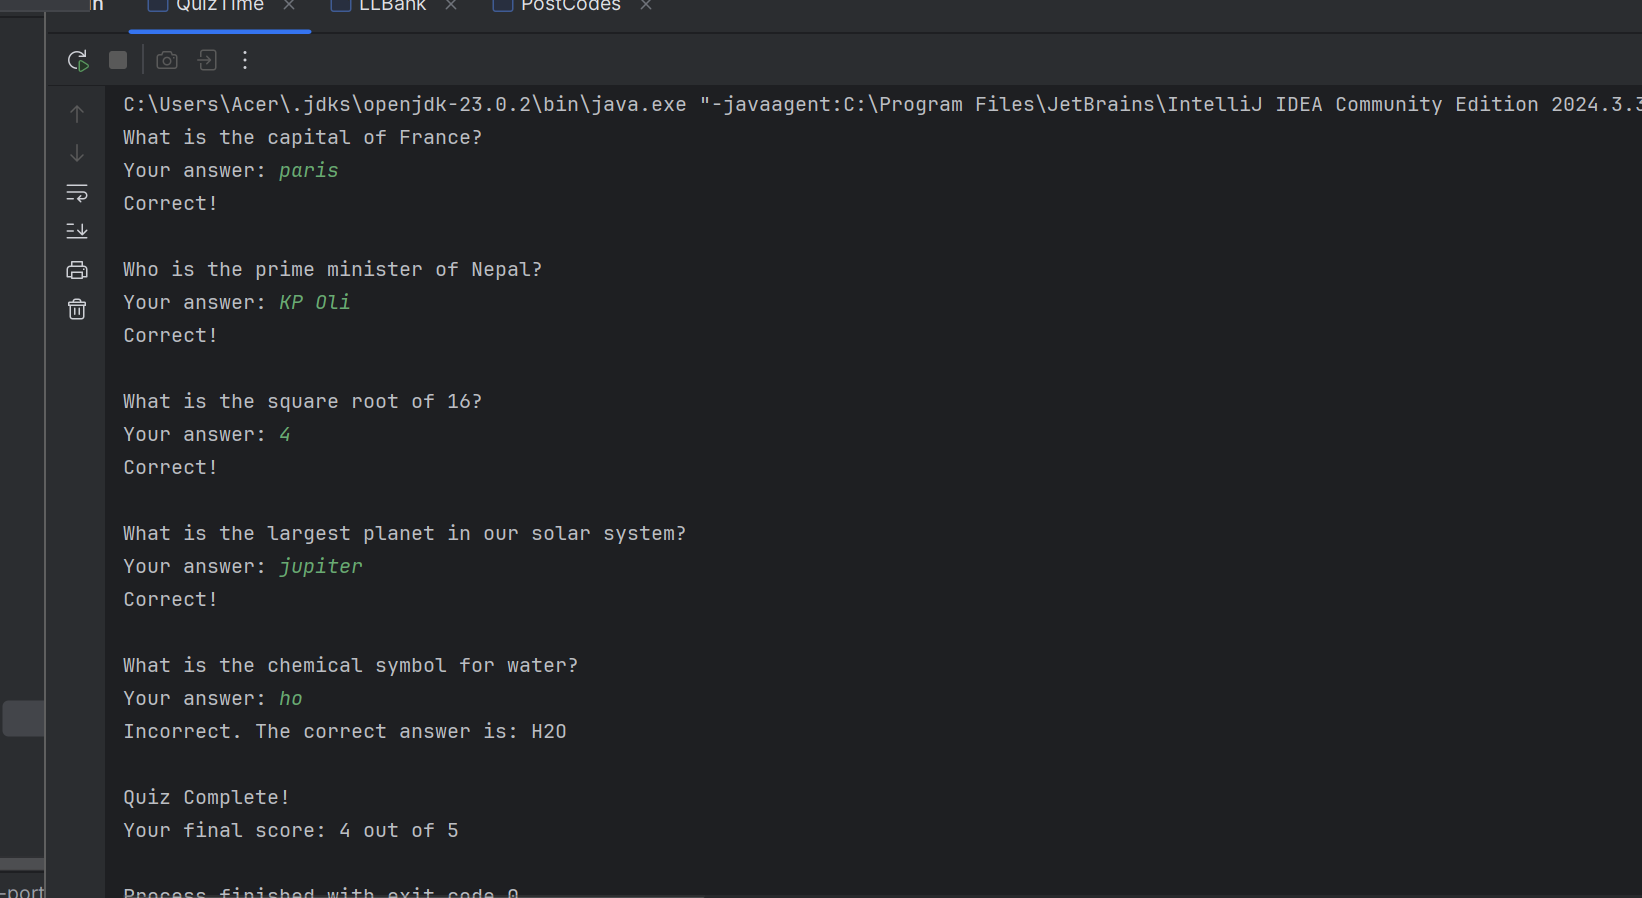 n QuizTime LLBank PostCodes
C:\Users\Acer\.jdks\openjdk-23.0.2\bin\java.exe "-javaagent:C:\Program Files\JetBrains\IntelliJ IDEA Community Edition 2024.3.3
What is the capital of France?
Your answer: paris
Correct!
Who is the prime minister of Nepal?
Your answer: KP Oli
Correct!
What is the square root of 16?
Your answer: 4
Correct!
What is the largest planet in our solar system?
Your answer: jupiter
Correct!
What is the chemical symbol for water?
Your answer: ho
Incorrect. The correct answer is: H2O
Quiz Complete!
Your final score: 4 out of 5
Process finished with exit code 0
-port